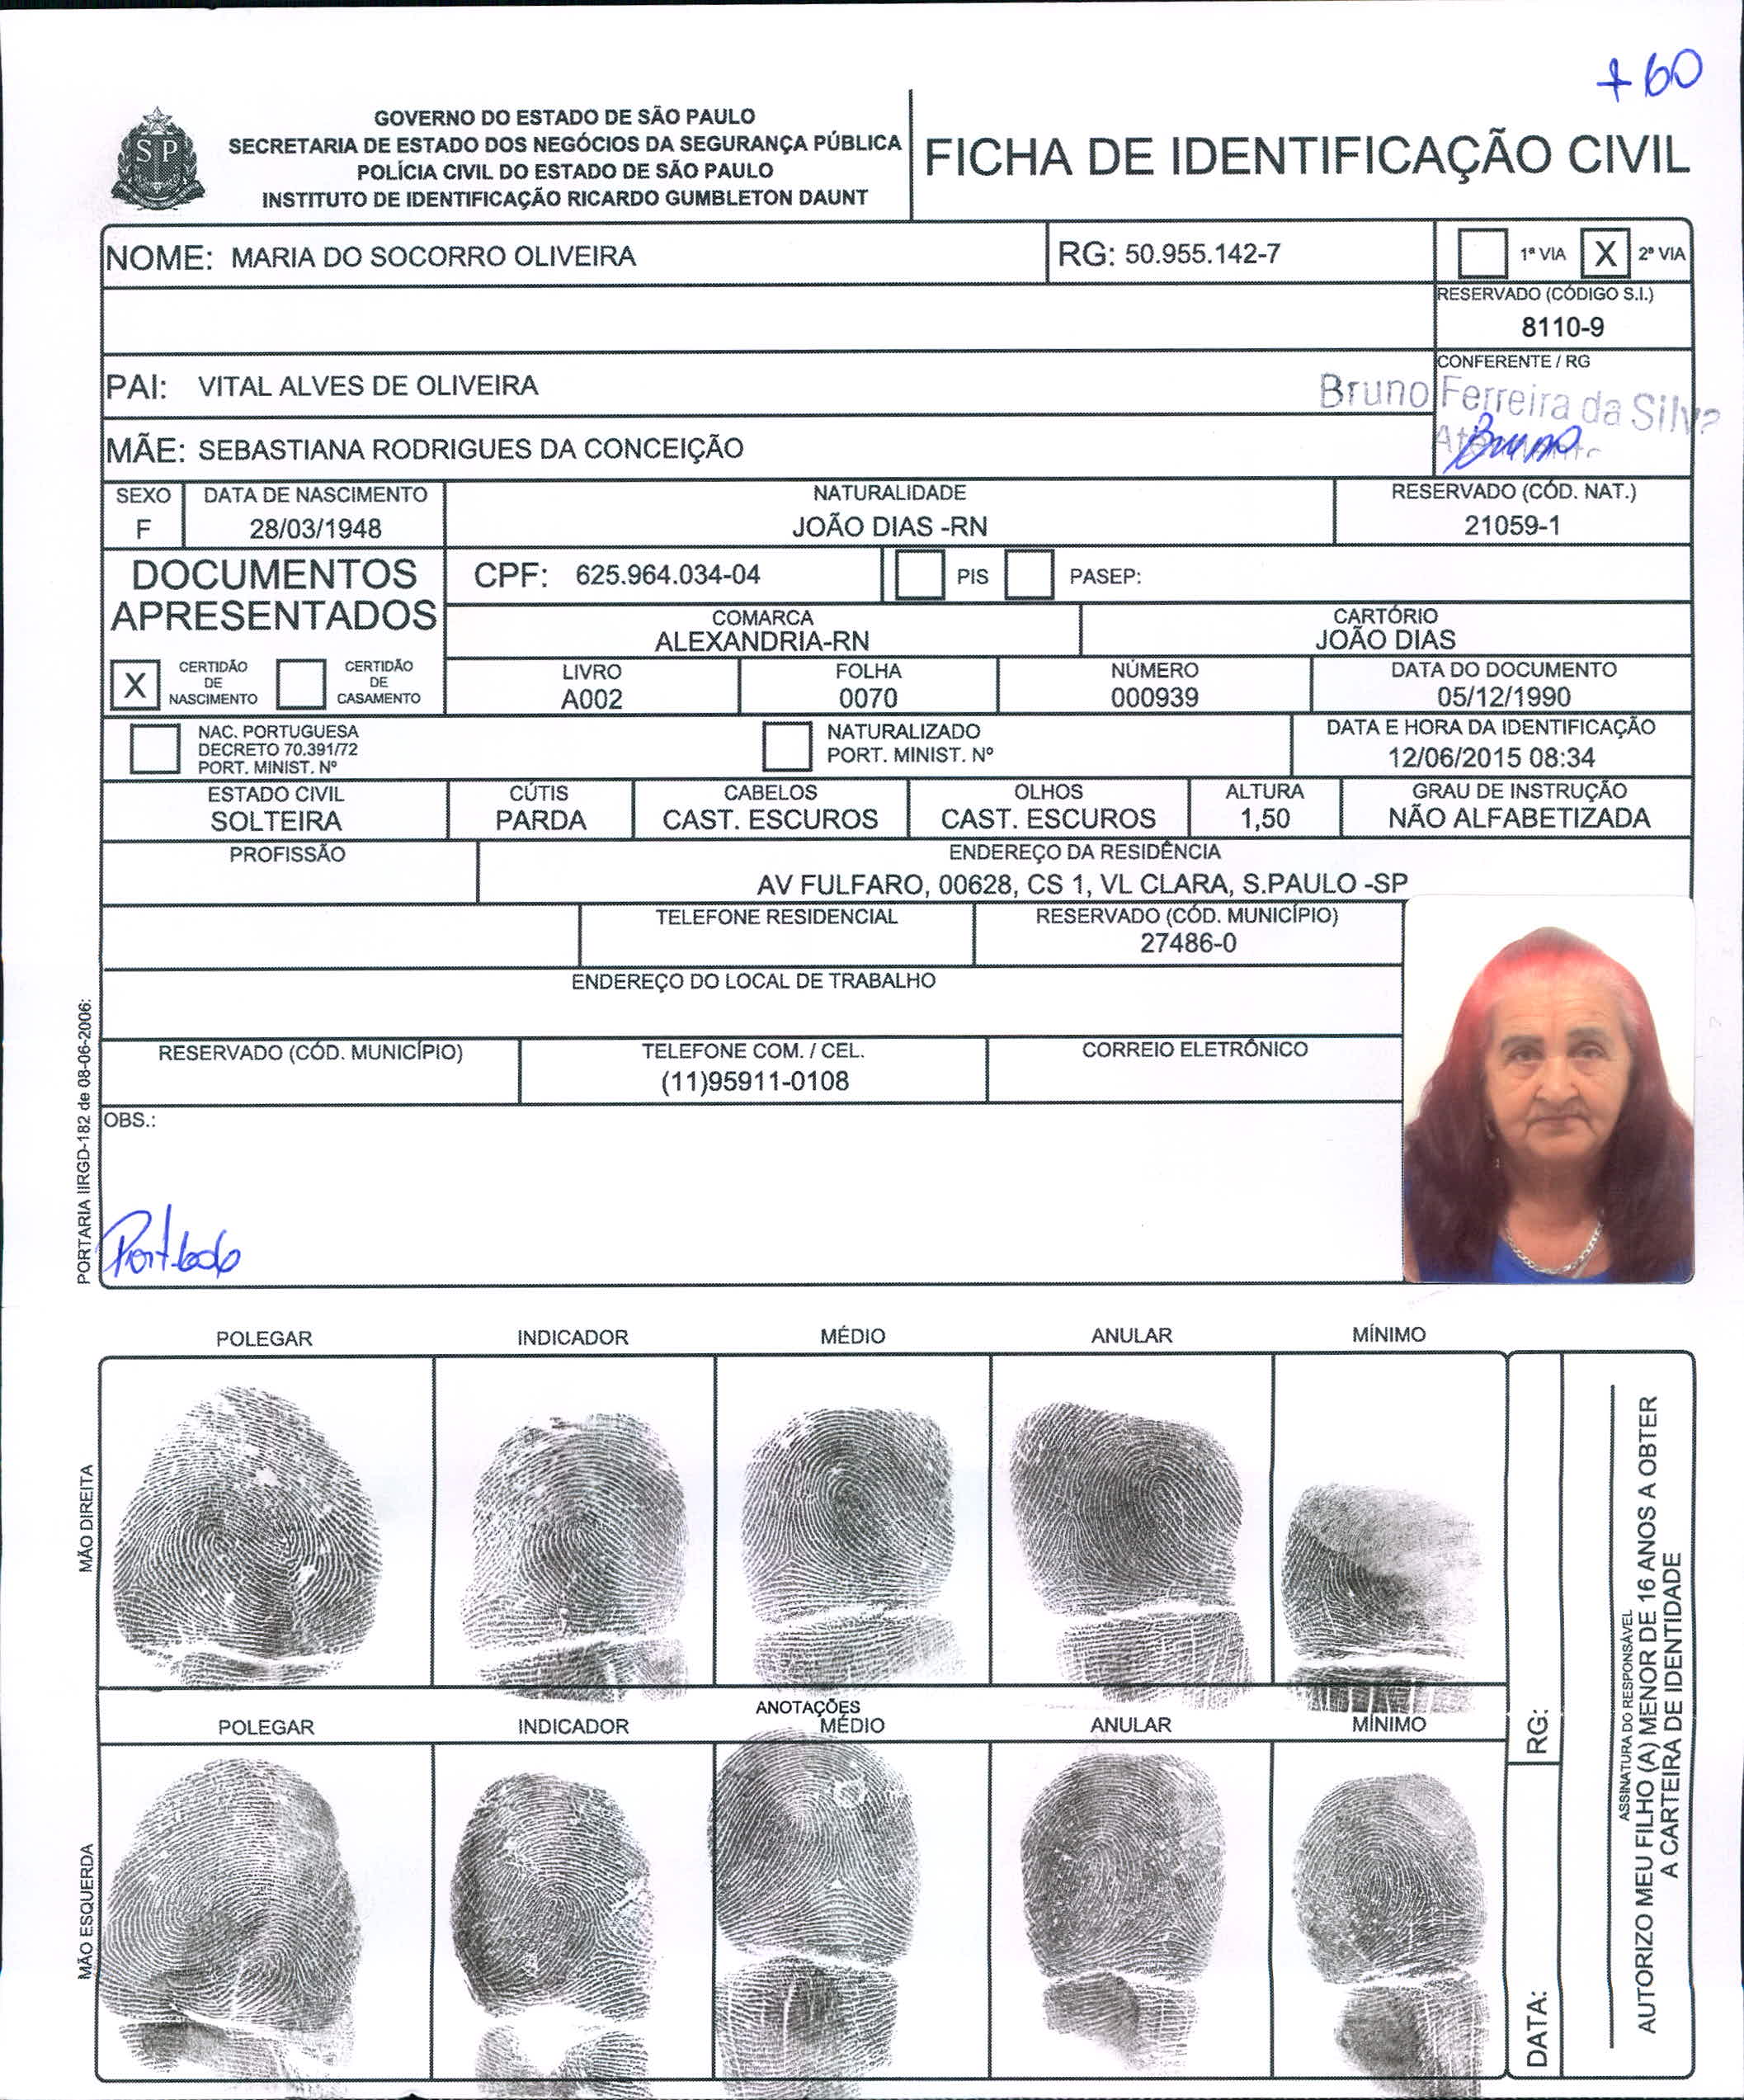 +60
GOVERNO DO ESTADO DE SÃO PAULO
SECRETARIA DE ESTADO DOS NEGÓCIOS DA SEGURANÇA PÚBLICA
POLÍCIA CIVIL DO ESTADO DE SÃO PAULO
INSTITUTO DE IDENTIFICAÇÃO RICARDO GUMBLETON DAUNT
SP
FICHA DE IDENTIFICAÇÃO CIVIL
NOME: MARIA DO SOCORRO OLIVEIRA
RG: 50.955.142-7
1ª VIA X 2ª VIA
RESERVADO (CÓDIGO S.I.)
8110-9
PAI: VITAL ALVES DE OLIVEIRA
CONFERENTE / RG
Bruno Ferreira da Silva
Bruno
MÃE: SEBASTIANA RODRIGUES DA CONCEIÇÃO
SEXO
F
DATA DE NASCIMENTO
28/03/1948
NATURALIDADE
JOÃO DIAS -RN
RESERVADO (CÓD. NAT.)
21059-1
DOCUMENTOS
APRESENTADOS
CPF: 625.964.034-04
PIS
PASEP:
COMARCA
ALEXANDRIA-RN
CARTÓRIO
JOÃO DIAS
X
CERTIDÃO
DE
NASCIMENTO
CERTIDÃO
DE
CASAMENTO
LIVRO
A002
FOLHA
0070
NÚMERO
000939
DATA DO DOCUMENTO
05/12/1990
NAC. PORTUGUESA
DECRETO 70.391/72
PORT. MINIST. Nº
NATURALIZADO
PORT. MINIST. Nº
DATA E HORA DA IDENTIFICAÇÃO
12/06/2015 08:34
ESTADO CIVIL
SOLTEIRA
CÚTIS
PARDA
CABELOS
CAST. ESCUROS
OLHOS
CAST. ESCUROS
ALTURA
1,50
GRAU DE INSTRUÇÃO
NÃO ALFABETIZADA
PROFISSÃO
ENDEREÇO DA RESIDÊNCIA
AV FULFARO, 00628, CS 1, VL CLARA, S.PAULO -SP
TELEFONE RESIDENCIAL
RESERVADO (CÓD. MUNICÍPIO)
27486-0
ENDEREÇO DO LOCAL DE TRABALHO
RESERVADO (CÓD. MUNICÍPIO)
TELEFONE COM. / CEL.
(11)95911-0108
CORREIO ELETRÔNICO
OBS.:
PORTARIA IIRGD-182 de 08-06-2006:
POLEGAR
INDICADOR
MÉDIO
ANULAR
MÍNIMO
MÃO DIREITA
ANOTAÇÕES
POLEGAR
INDICADOR
MÉDIO
ANULAR
MÍNIMO
MÃO ESQUERDA
RG:
DATA:
ASSINATURA DO RESPONSÁVEL
AUTORIZO MEU FILHO (A) MENOR DE 16 ANOS A OBTER
A CARTEIRA DE IDENTIDADE